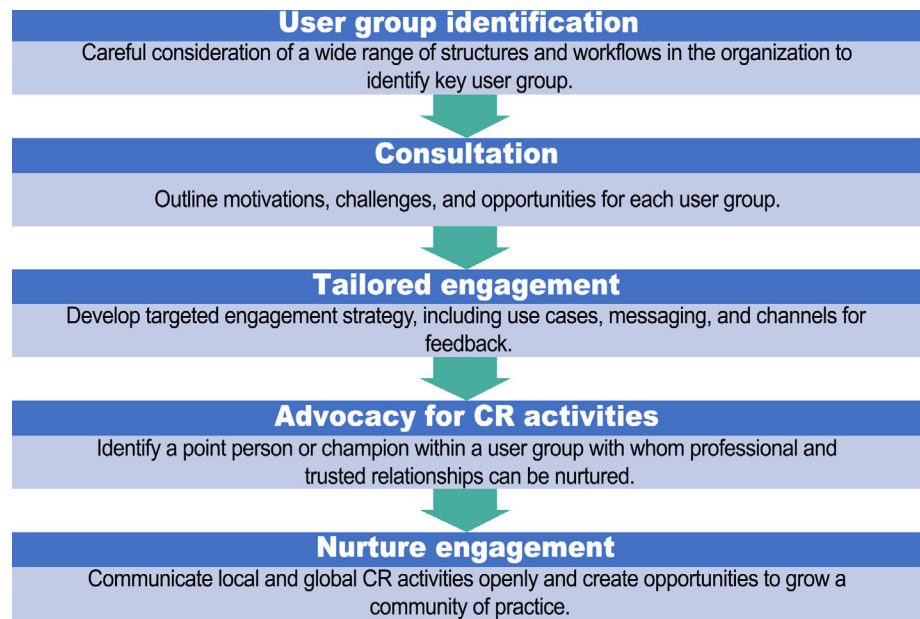 User group identification
Careful consideration of a wide range of structures and workflows in the organization to
identify key user group.
Consultation
Outline motivations, challenges, and opportunities for each user group.
Tailored engagement
Develop targeted engagement strategy, including use cases, messaging, and channels for
feedback.
Advocacy for CR activities
Identify a point person or champion within a user group with whom professional and
trusted relationships can be nurtured.
Nurture engagement
Communicate local and global CR activities openly and create opportunities to grow a
community of practice.